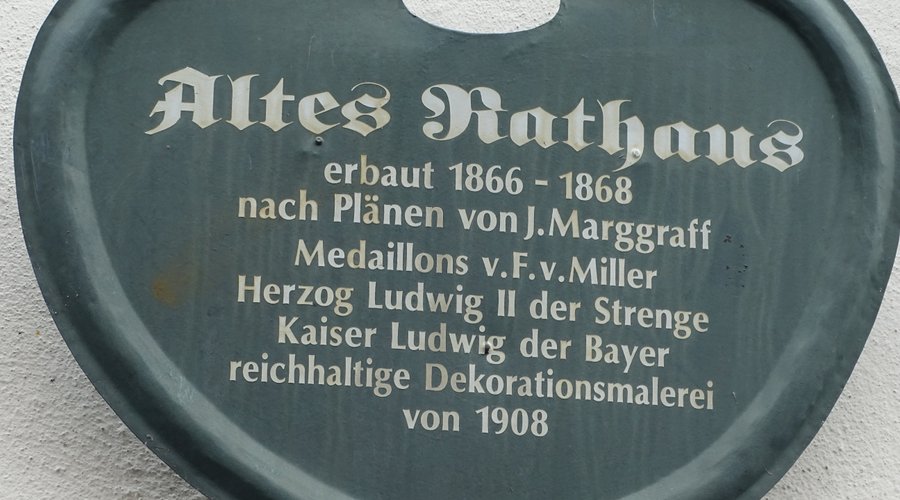 Altes Rathaus
erbaut 1866 - 1868
nach Plänen von J. Marggraff
Medaillons v. F. v. Miller
Herzog Ludwig II der Strenge
Kaiser Ludwig der Bayer
reichhaltige Dekorationsmalerei
von 1908